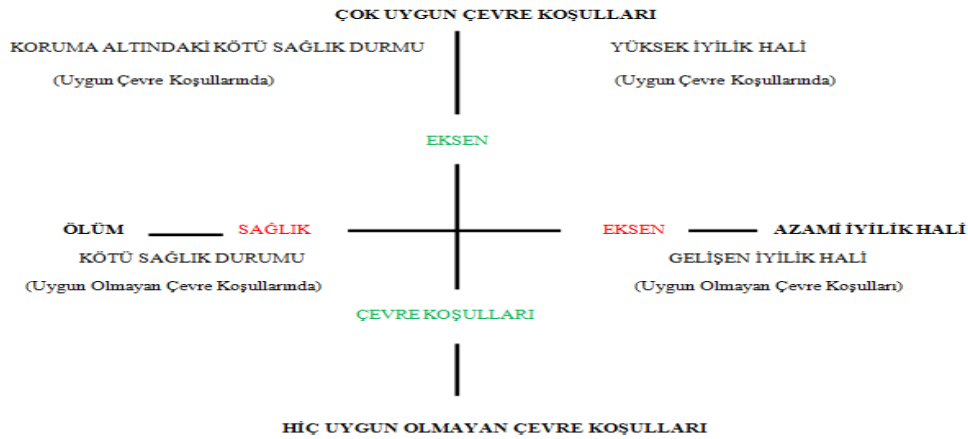 ÇOK UYGUN ÇEVRE KOŞULLARI
KORUMA ALTINDAKİ KÖTÜ SAĞLIK DURMU
YÜKSEK İYİLİK HALİ
(Uygun Çevre Koşullarında)
(Uygun Çevre Koşullarında)
EKSEN
ÖLÜM
SAĞLIK
EKSEN
AZAMİ İYİLİK HALİ
KÖTÜ SAĞLIK DURUMU
GELİŞEN İYİLİK HALİ
(Uygun Olmayan Çevre Koşullarında)
(Uygun Olmayan Çevre Koşulları)
ÇEVRE KOŞULLARI
HİÇ UYGUN OLMAYAN ÇEVRE KOŞULLARI